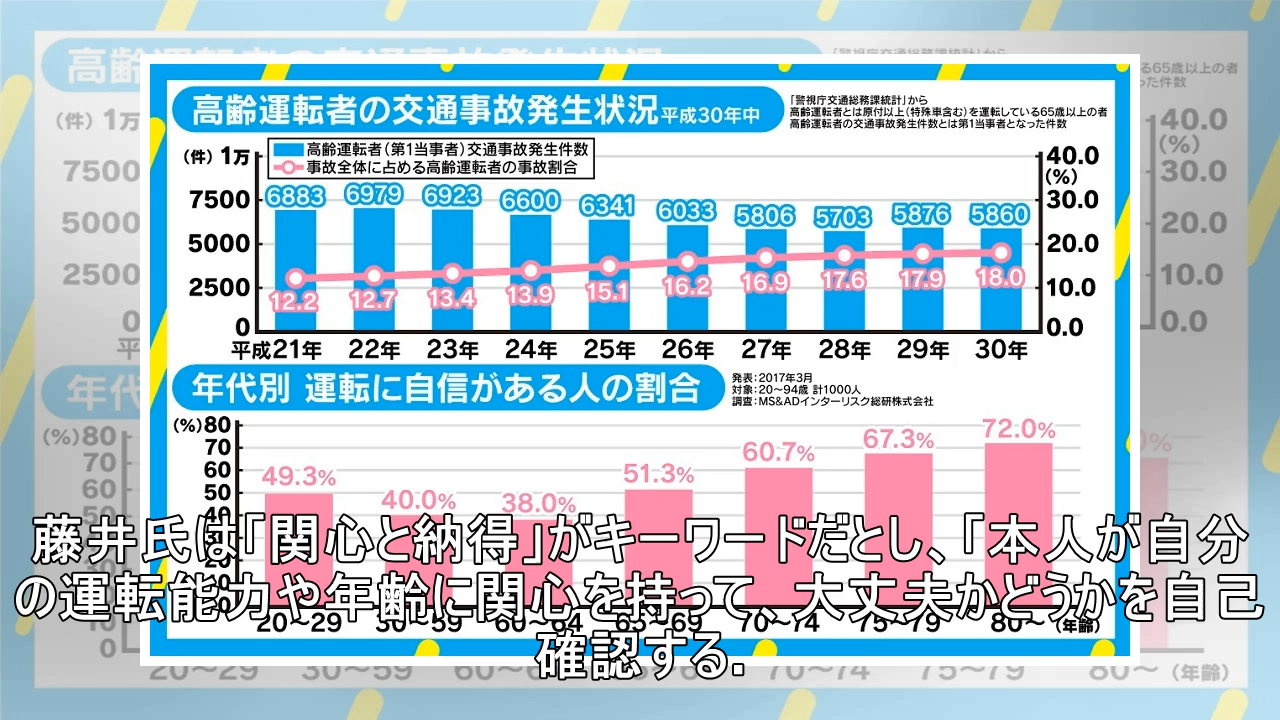 高齢運転者の交通事故発生状況 平成30年中
「警視庁交通総務課統計」から
高齢運転者とは原付以上(特殊車含む)を運転している65歳以上の者
高齢運転者の交通事故発生件数とは第1当事者となった件数
(件) 1万
7500
5000
2500
0
高齢運転者(第1当事者)交通事故発生件数
事故全体に占める高齢運転者の事故割合
40.0
(%)
30.0
20.0
10.0
0.0
6883 6979 6923 6600 6341 6033 5806 5703 5876 5860
12.2 12.7 13.4 13.9 15.1 16.2 16.9 17.6 17.9 18.0
平成21年 22年 23年 24年 25年 26年 27年 28年 29年 30年
年代別 運転に自信がある人の割合
発表:2017年3月
対象:20〜94歳 計1000人
調査:MS&ADインターリスク総研株式会社
(%) 80
70
60
50
40
49.3% 40.0% 38.0% 51.3% 60.7% 67.3% 72.0%
20〜29 30〜59 60〜64 65〜69 70〜74 75〜79 80〜 (年齢)
藤井氏は「関心と納得」がキーワードだとし、「本人が自分
の運転能力や年齢に関心を持って、大丈夫かどうかを自己
確認する.